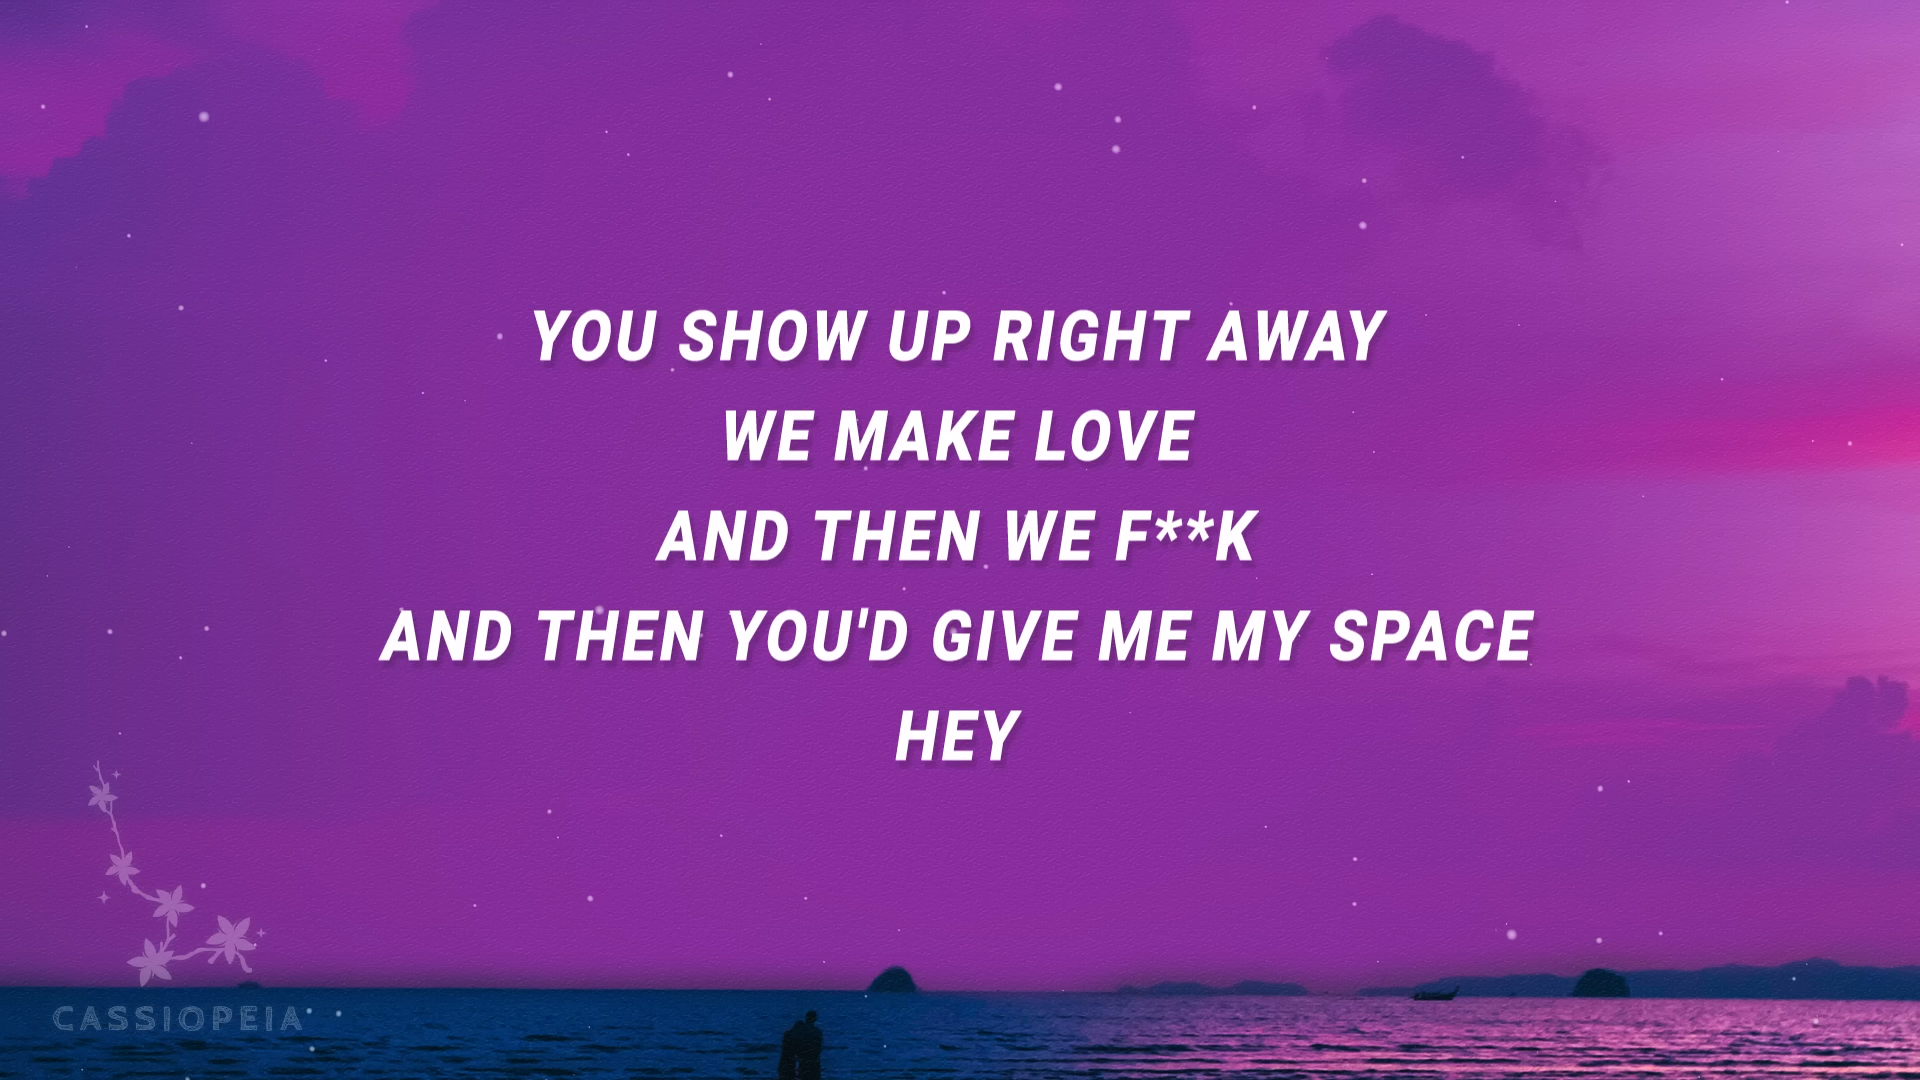 YOU SHOW UP RIGHT AWAY
WE MAKE LOVE
AND THEN WE F**K
AND THEN YOU'D GIVE ME MY SPACE
HEY
CASSIOPEIA